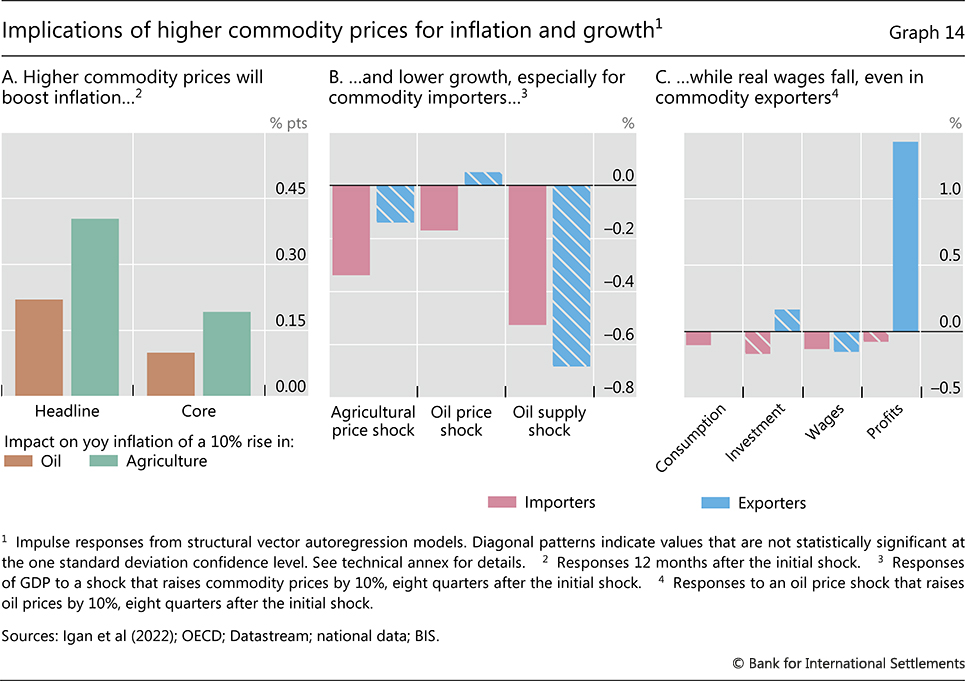 Implications of higher commodity prices for inflation and growth¹
Graph 14
A. Higher commodity prices will
boost inflation…²
B. …and lower growth, especially for
commodity importers…³
C. …while real wages fall, even in
commodity exporters⁴
% pts
0.45
0.30
0.15
0.00
Headline
Core
Impact on yoy inflation of a 10% rise in:
Oil
Agriculture
%
0.0
–0.2
–0.4
–0.6
–0.8
Agricultural
price shock
Oil price
shock
Oil supply
shock
%
1.0
0.5
0.0
–0.5
Consumption
Investment
Wages
Profits
Importers
Exporters
¹ Impulse responses from structural vector autoregression models. Diagonal patterns indicate values that are not statistically significant at
the one standard deviation confidence level. See technical annex for details. ² Responses 12 months after the initial shock. ³ Responses
of GDP to a shock that raises commodity prices by 10%, eight quarters after the initial shock. ⁴ Responses to an oil price shock that raises
oil prices by 10%, eight quarters after the initial shock.
Sources: Igan et al (2022); OECD; Datastream; national data; BIS.
© Bank for International Settlements